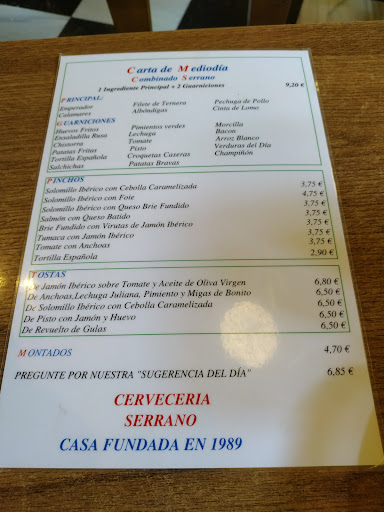 Carta de Mediodía
Combinado Serrano
1 Ingrediente Principal + 2 Guarniciones 9,20 €
PRINCIPAL:
Emperador Filete de Ternera Pechuga de Pollo
Calamares Albóndigas Cinta de Lomo
GUARNICIONES
Huevos Fritos Pimientos verdes Morcilla
Ensaladilla Rusa Lechuga Bacon
Chistorra Tomate Arroz Blanco
Patatas Fritas Pisto Verduras del Día
Tortilla Española Croquetas Caseras Champiñón
Salchichas Patatas Bravas
PINCHOS
Solomillo Ibérico con Cebolla Caramelizada 3,75 €
Solomillo Ibérico con Foie 4,75 €
Solomillo Ibérico con Queso Brie Fundido 3,75 €
Salmón con Queso Batido 3,75 €
Brie Fundido con Virutas de Jamón Ibérico 3,75 €
Tumaca con Jamón Ibérico 3,75 €
Tomate con Anchoas 3,75 €
Tortilla Española 2,90 €
TOSTAS
De Jamón Ibérico sobre Tomate y Aceite de Oliva Virgen 6,80 €
De Anchoas,Lechuga Juliana, Pimiento y Migas de Bonito 6,50 €
De Solomillo Ibérico con Cebolla Caramelizada 6,50 €
De Pisto con Jamón y Huevo 6,50 €
De Revuelto de Gulas 6,50 €
MONTADOS 4,70 €
PREGUNTE POR NUESTRA "SUGERENCIA DEL DÍA" 6,85 €
CERVECERIA
SERRANO
CASA FUNDADA EN 1989